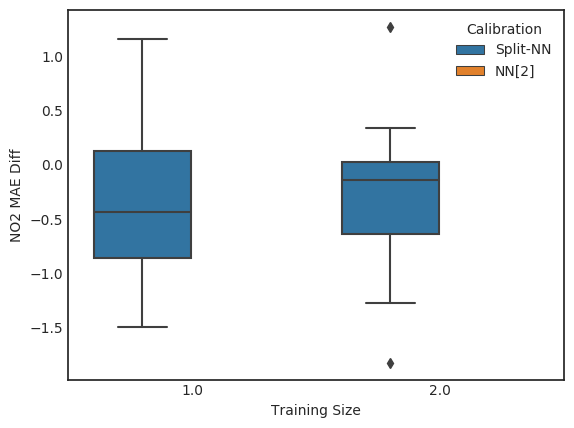 Calibration
Split-NN
NN[2]
NO2 MAE Diff
1.0
0.5
0.0
−0.5
−1.0
−1.5
1.0
2.0
Training Size